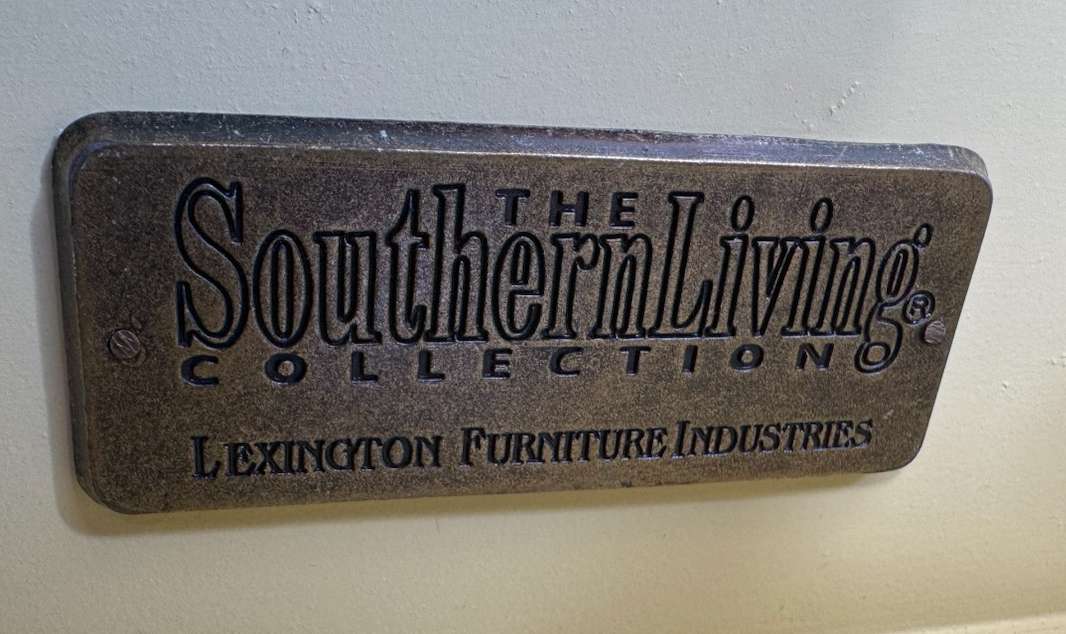 THE
SouthernLiving®
COLLECTION
LEXINGTON FURNITURE INDUSTRIES